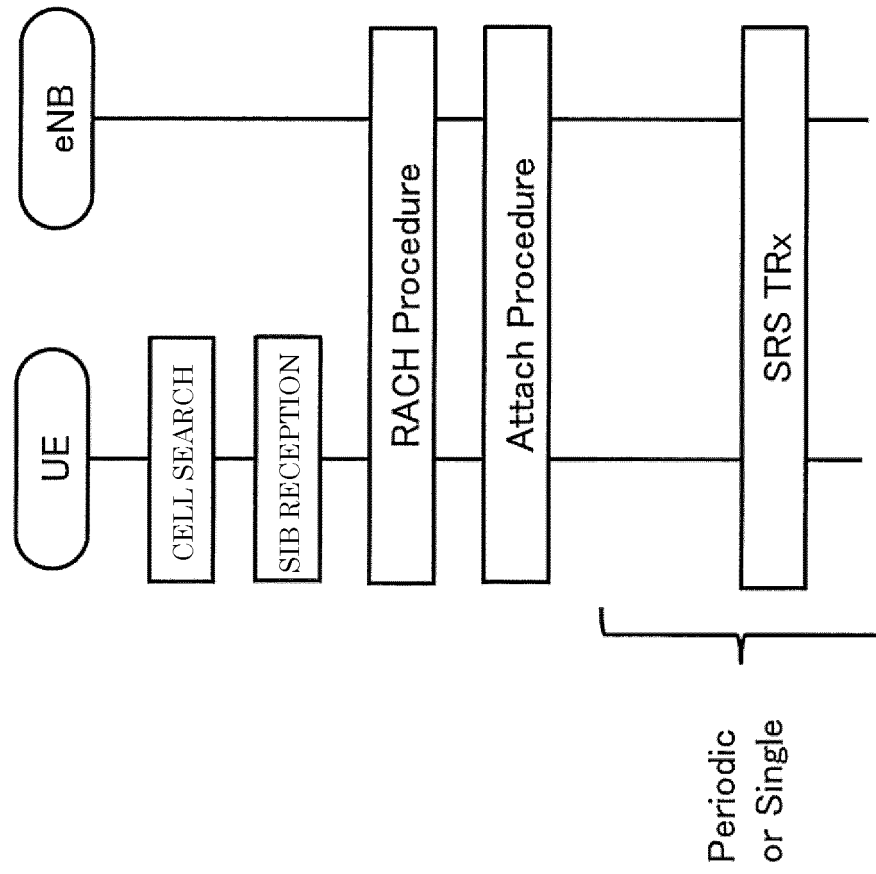 UE
eNB
CELL SEARCH
SIB RECEPTION
RACH Procedure
Attach Procedure
SRS TRx
Periodic
or Single